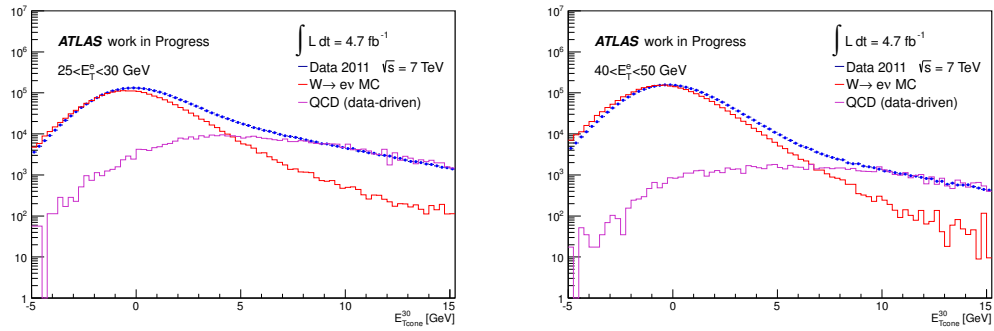 10^7
10^6
10^5
10^4
10^3
10^2
10
1
ATLAS work in Progress
25<E_T^e<30 GeV
∫ L dt = 4.7 fb^-1
Data 2011 √s = 7 TeV
W→ eν MC
QCD (data-driven)
-5 0 5 10 15
E_Tcone^30 [GeV]
10^7
10^6
10^5
10^4
10^3
10^2
10
1
ATLAS work in Progress
40<E_T^e<50 GeV
∫ L dt = 4.7 fb^-1
Data 2011 √s = 7 TeV
W→ eν MC
QCD (data-driven)
-5 0 5 10 15
E_Tcone^30 [GeV]